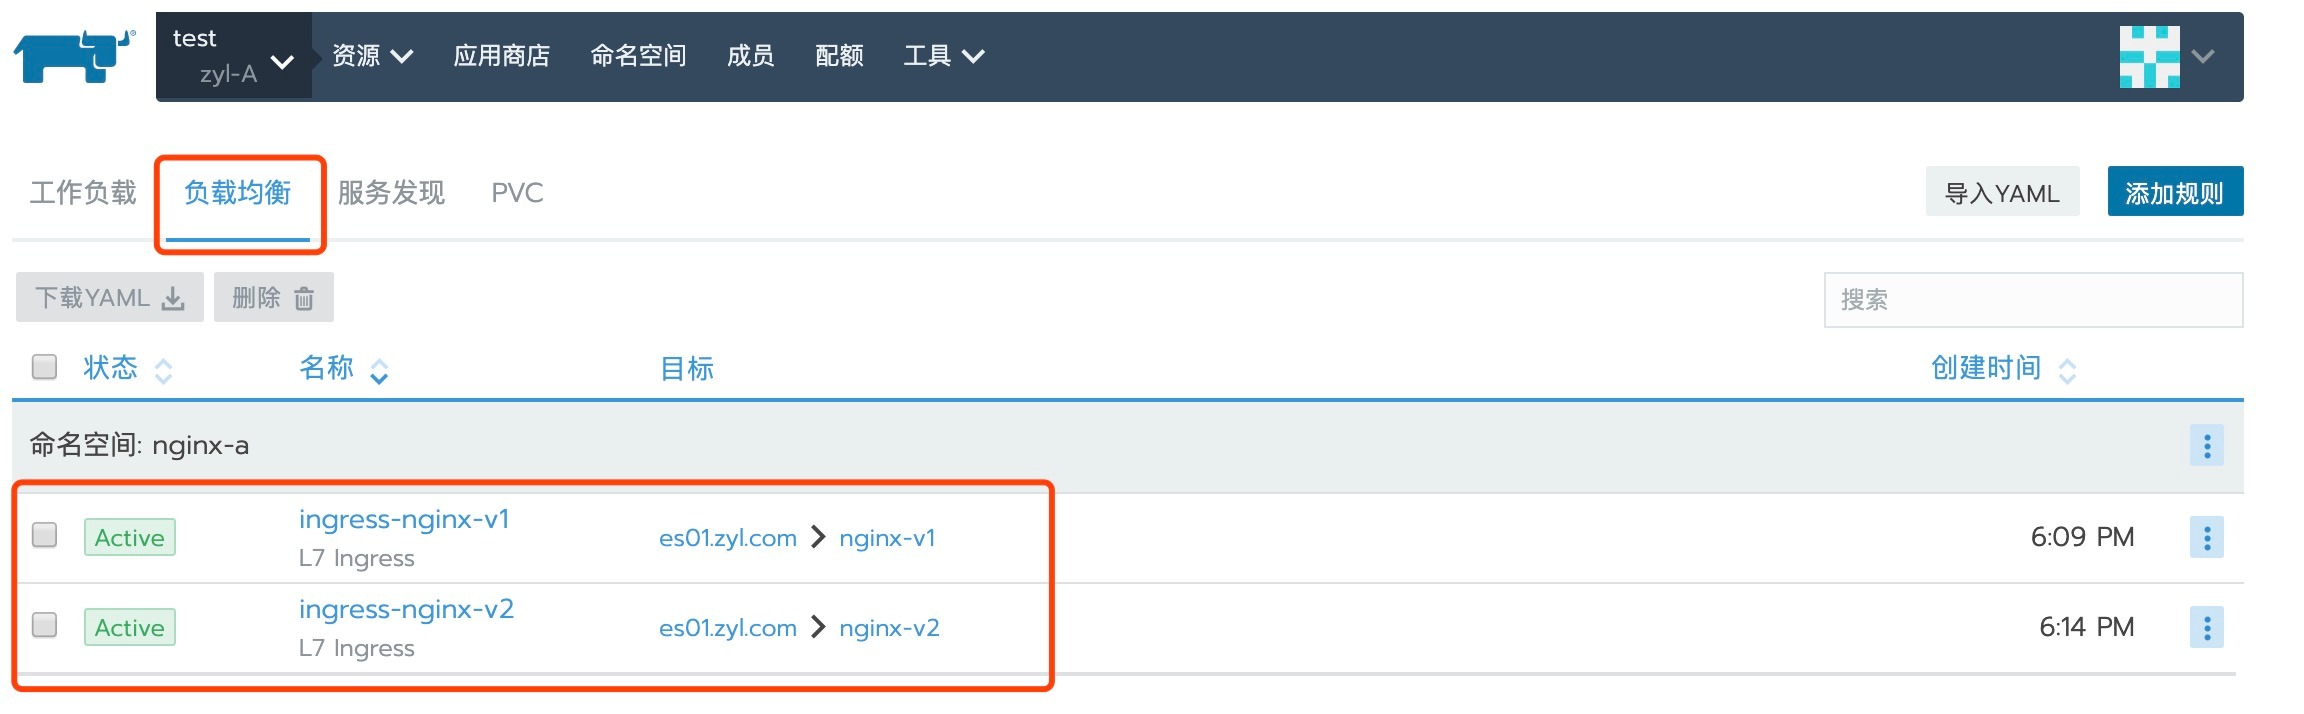 test
zyl-A
资源 应用商店 命名空间 成员 配额 工具
工作负载 负载均衡 服务发现 PVC
导入YAML 添加规则
下载YAML 删除 搜索
状态 名称 目标 创建时间
命名空间: nginx-a
Active ingress-nginx-v1 es01.zyl.com nginx-v1 6:09 PM
L7 Ingress
Active ingress-nginx-v2 es01.zyl.com nginx-v2 6:14 PM
L7 Ingress